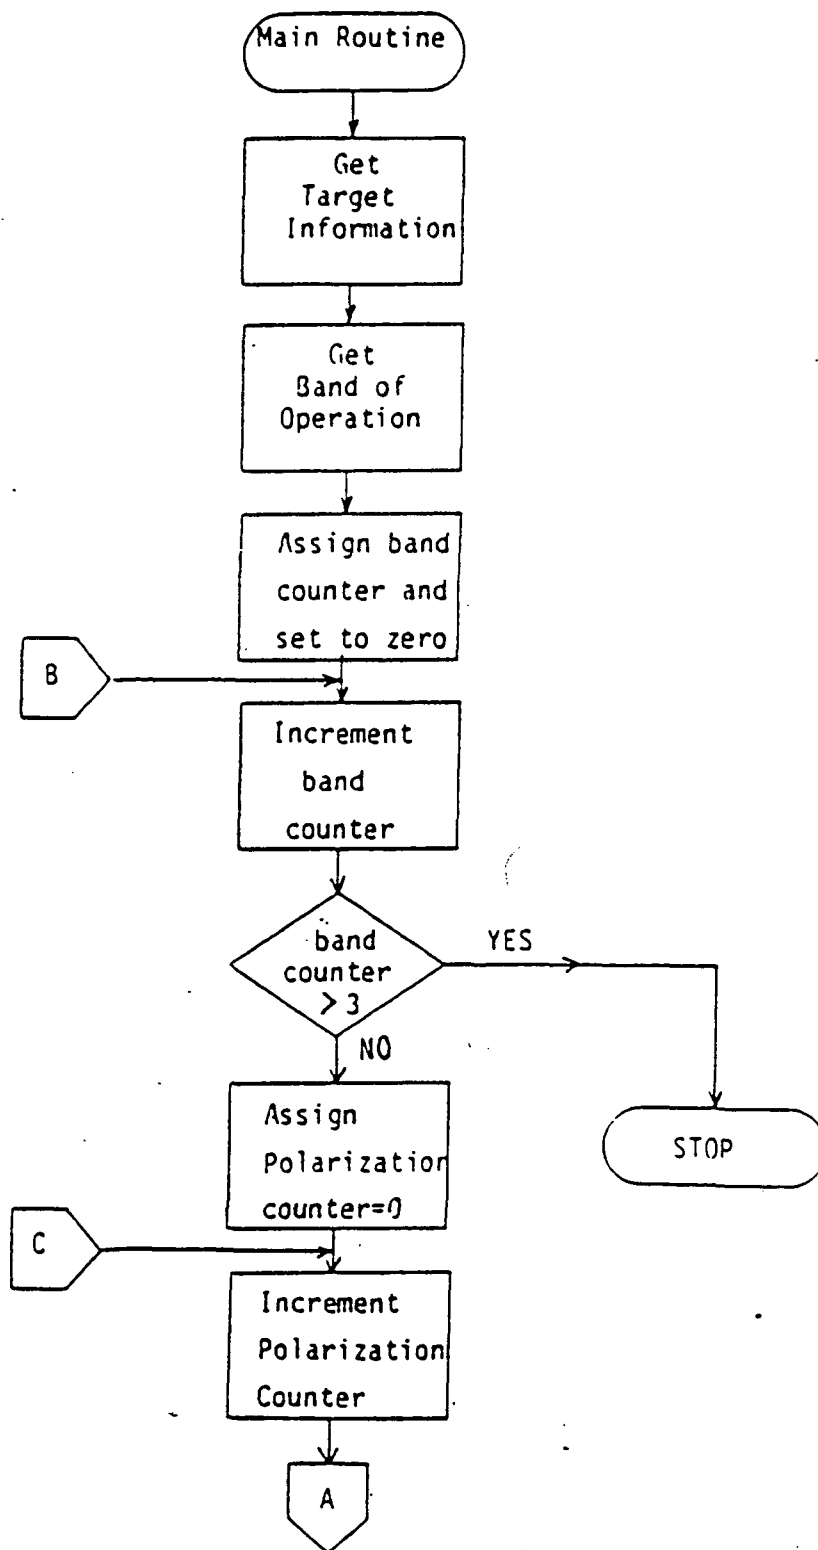 Main Routine
Get
Target
Information
Get
Band of
Operation
Assign band
counter and
set to zero
B
Increment
band
counter
band
counter
> 3
YES
NO
Assign
Polarization
counter=0
STOP
C
Increment
Polarization
Counter
A